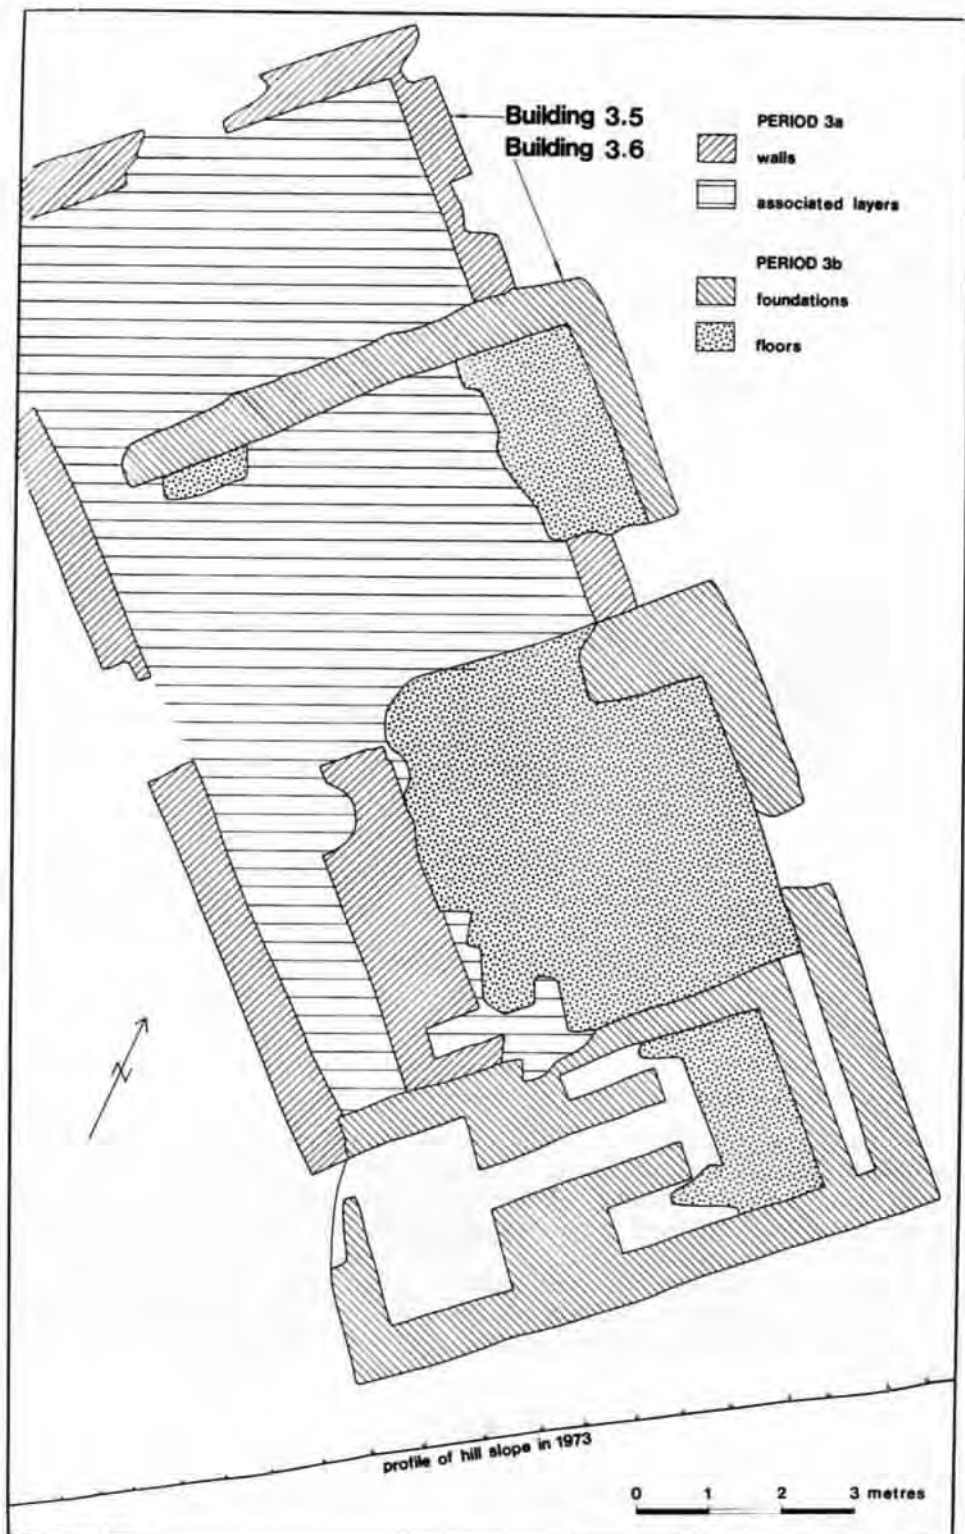 Building 3.5
Building 3.6
PERIOD 3a
walls
associated layers
PERIOD 3b
foundations
floors
N
profile of hill slope in 1973
0 1 2 3 metres